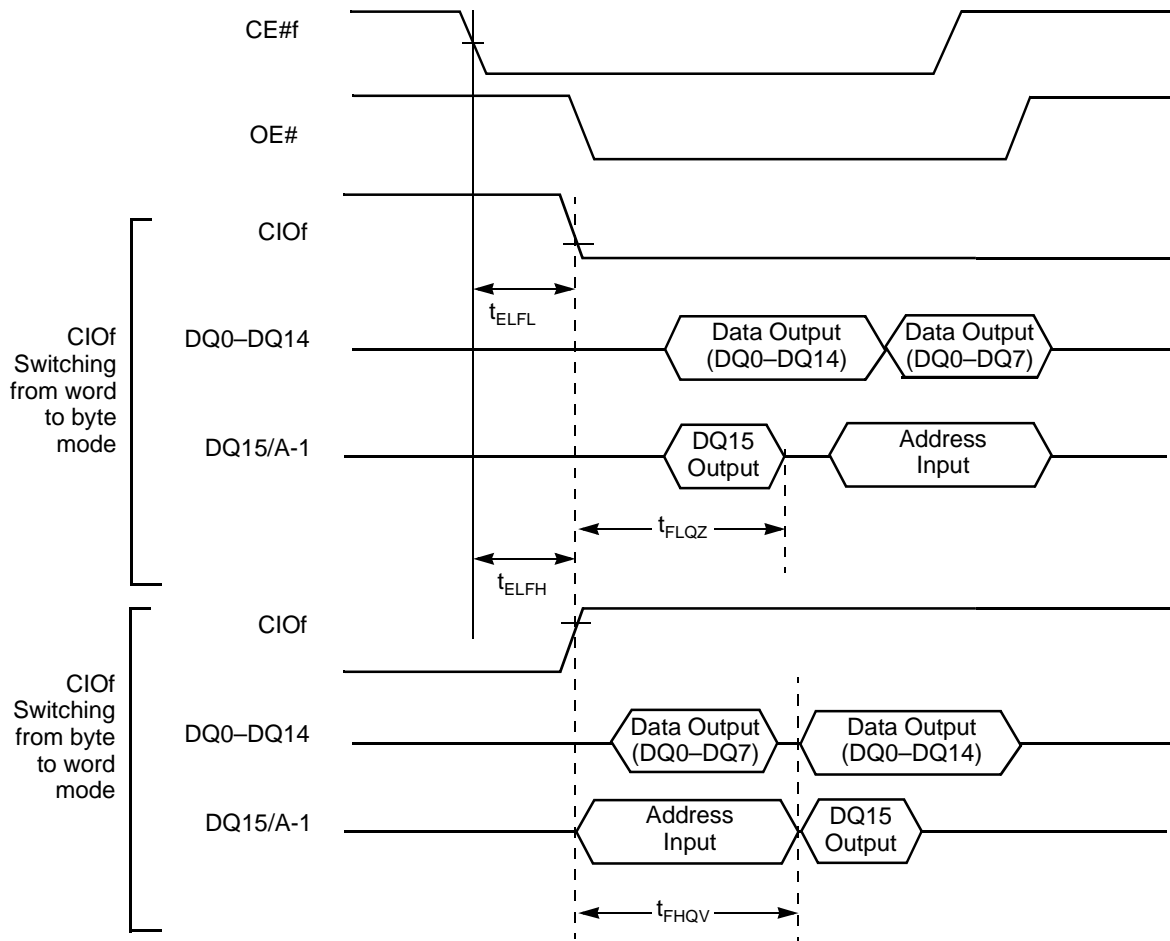 CE#f
OE#
CIOf
tELFL
CIOf
Switching
from word
to byte
mode
DQ0–DQ14
Data Output
(DQ0–DQ14)
Data Output
(DQ0–DQ7)
DQ15/A-1
DQ15
Output
Address
Input
tFLQZ
tELFH
CIOf
CIOf
Switching
from byte
to word
mode
DQ0–DQ14
Data Output
(DQ0–DQ7)
Data Output
(DQ0–DQ14)
DQ15/A-1
Address
Input
DQ15
Output
tFHQV